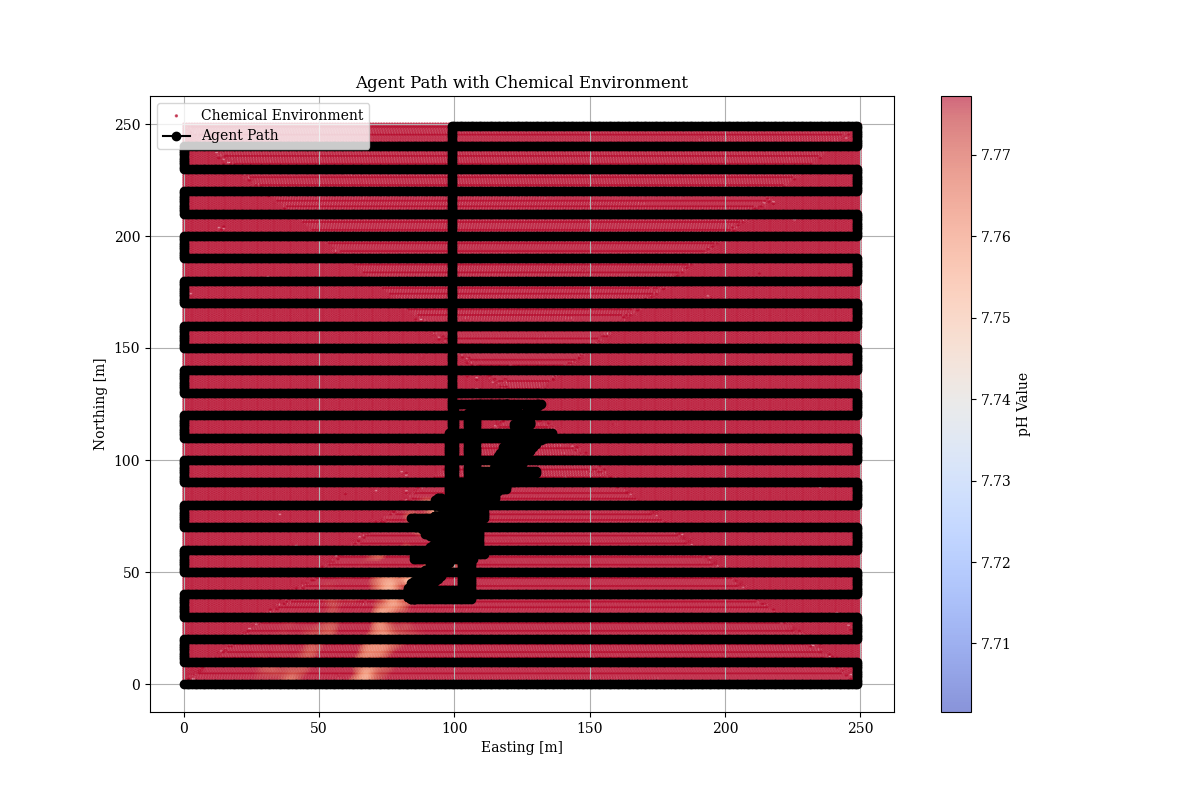 Agent Path with Chemical Environment
Chemical Environment
Agent Path
250
200
150
100
50
0
Northing [m]
0 50 100 150 200 250
Easting [m]
7.77
7.76
7.75
7.74
7.73
7.72
7.71
pH Value